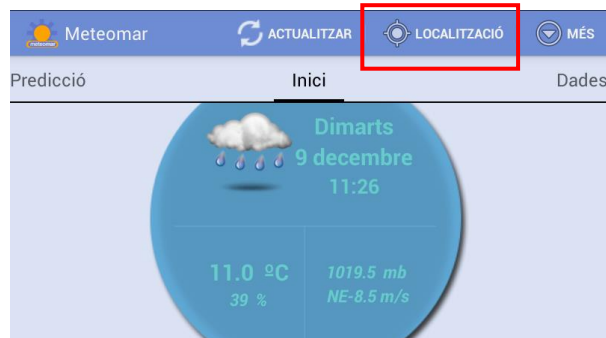 Meteomar ACTUALITZAR LOCALITZACIÓ MÉS
Predicció Inici Dades
Dimarts
9 decembre
11:26
11.0 ºC 1019.5 mb
39 % NE-8.5 m/s